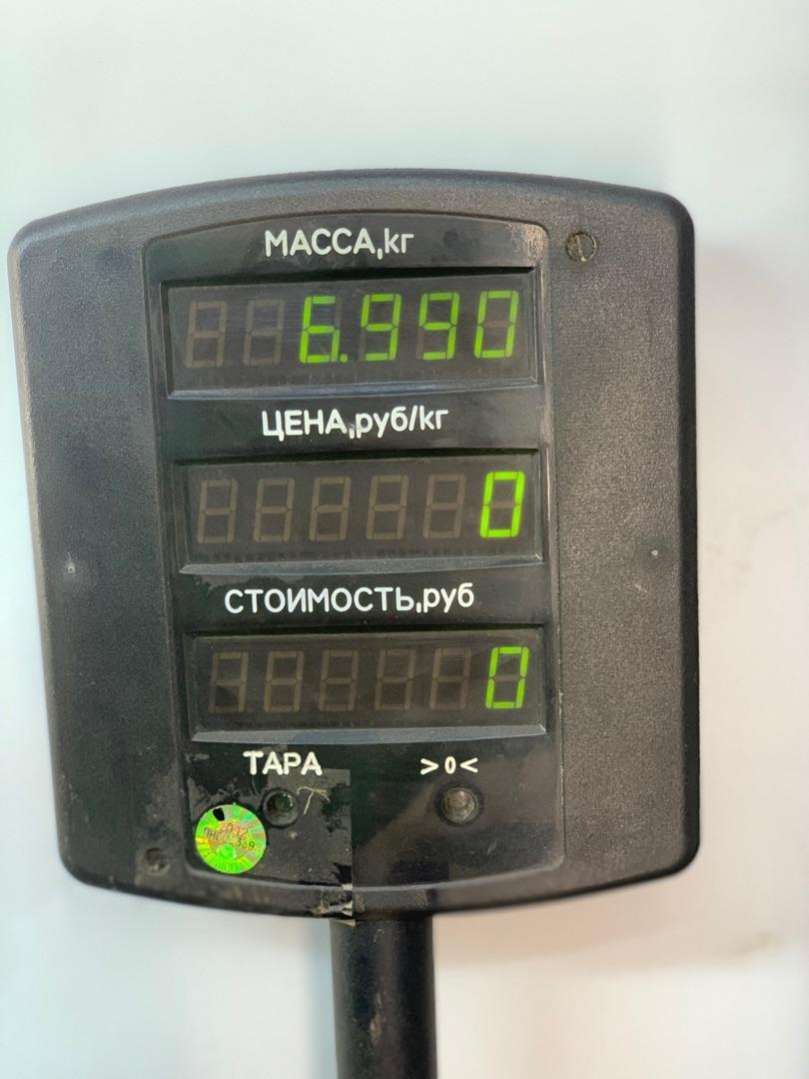 МАССА,кг
6.990
ЦЕНА,руб/кг
0
СТОИМОСТЬ,руб
0
ТАРА >0<